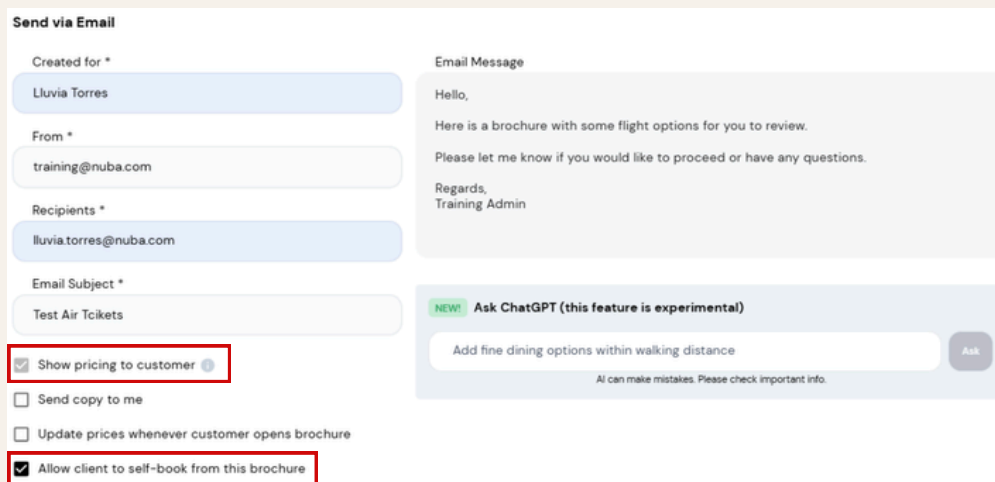 Send via Email
Created for *
Lluvia Torres
From *
training@nuba.com
Recipients *
lluvia.torres@nuba.com
Email Subject *
Test Air Tcikets
Show pricing to customer
Send copy to me
Update prices whenever customer opens brochure
Allow client to self-book from this brochure
Email Message
Hello,
Here is a brochure with some flight options for you to review.
Please let me know if you would like to proceed or have any questions.
Regards,
Training Admin
NEW! Ask ChatGPT (this feature is experimental)
Add fine dining options within walking distance
Ask
AI can make mistakes. Please check important info.